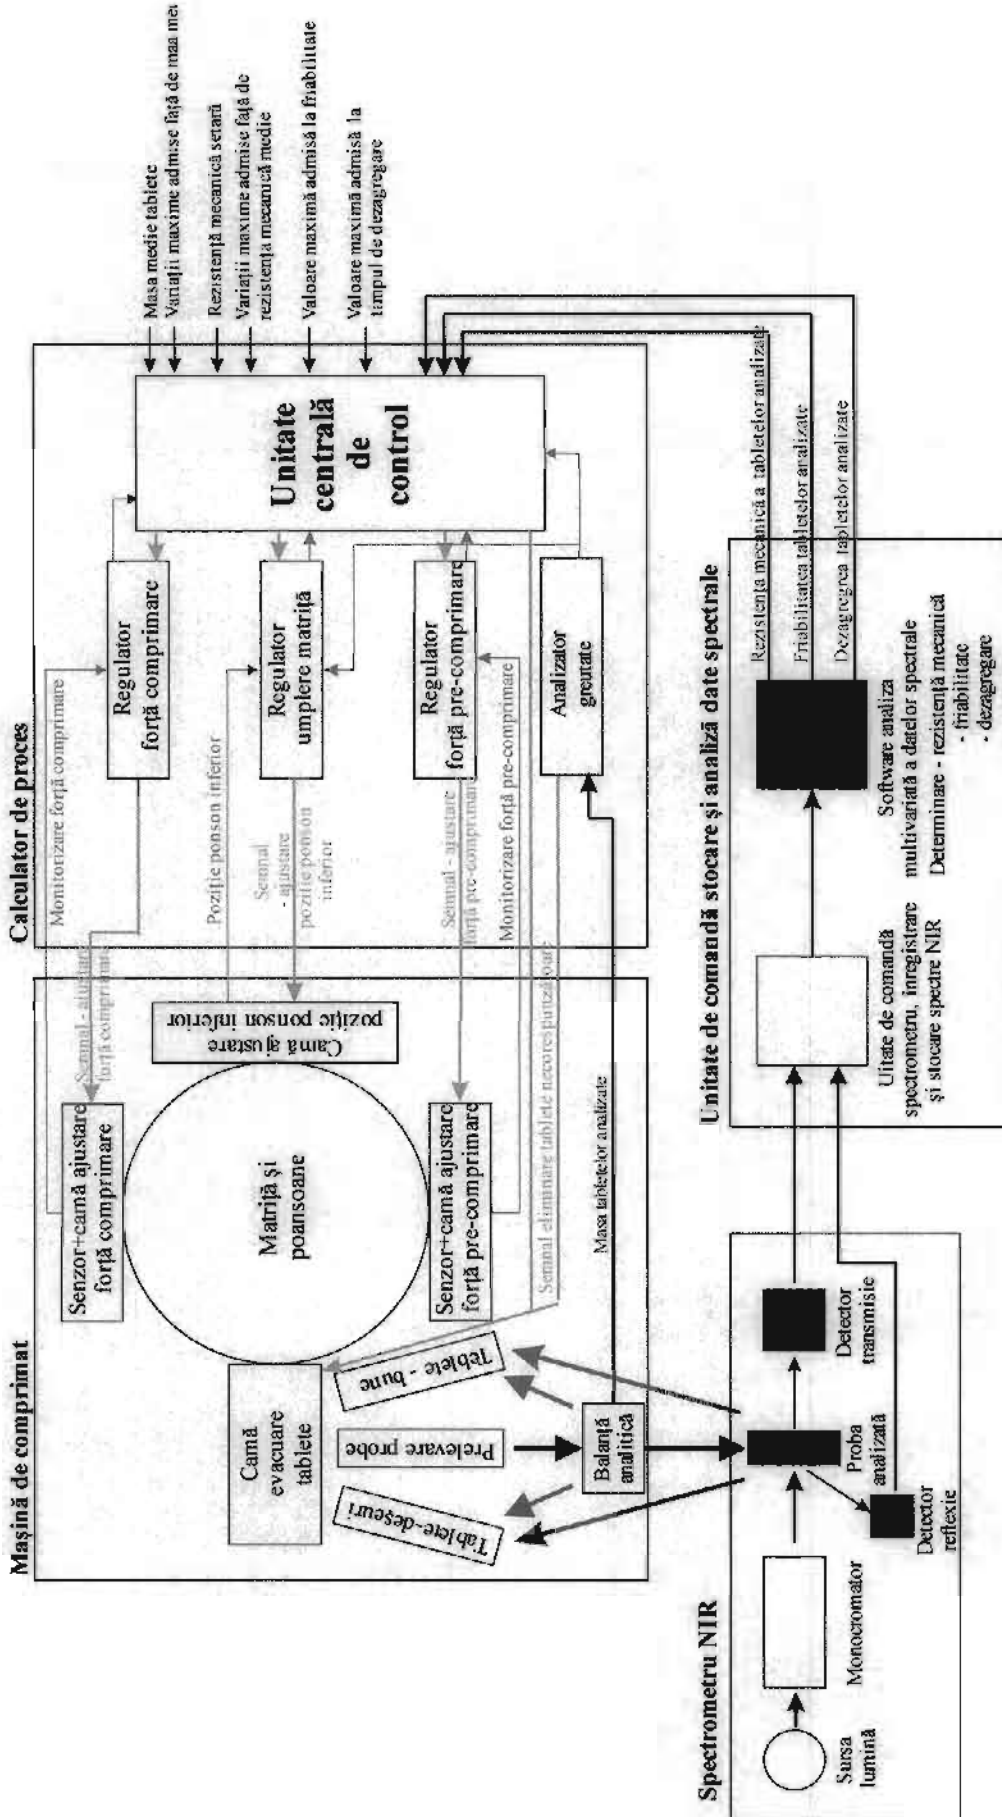 Mașină de comprimat
Senzor+camă ajustare
forță comprimare
Matriță și
poansoane
Camă ajustare
poziție ponson inferior
Senzor+camă ajustare
forță pre-comprimare
Camă
evacuare
tablete
Tablete-deșeuri
Prelevare probe
Teblete - bune
Balanță
analitică
Calculator de proces
Monitorizare forță comprimare
Semnal - ajustare
forță comprimare
Regulator
forță comprimare
Poziție ponson inferior
Semnal
- ajustare
poziție ponson
inferior
Regulator
umplere matriță
Semnal - ajustare
forță pre-comprimare
Monitorizare forță pre-comprimare
Regulator
forță pre-comprimare
Semnal eliminare tablete necorespunzătoare
Masa tabletelor analizate
Analizator
greutate
Unitate
centrală
de
control
Masa medie tablete
Variații maxime admise față de
Rezistență mecanică setară
Variații maxime admise față de
rezistența mecanică medie
Valoare maximă admisă la friabilitate
Valoare maximă admisă la
timpul de dezagregare
Spectrometru NIR
Sursa
lumină
Monocromator
Proba
analizată
Detector
reflexie
Detector
transmisie
Unitate de comandă stocare și analiză date spectrale
Uitate de comandă
spectrometru, inregistrare
și stocare spectre NIR
Software analiza
multivariată a datelor spectrale
Determinare - rezistență mecanică
- friabilitate
- dezagregare
Rezistența mecanică a tabletelor analizate
Friabilitatea tabletelor analizate
Dezagregrea tabletelor analizate